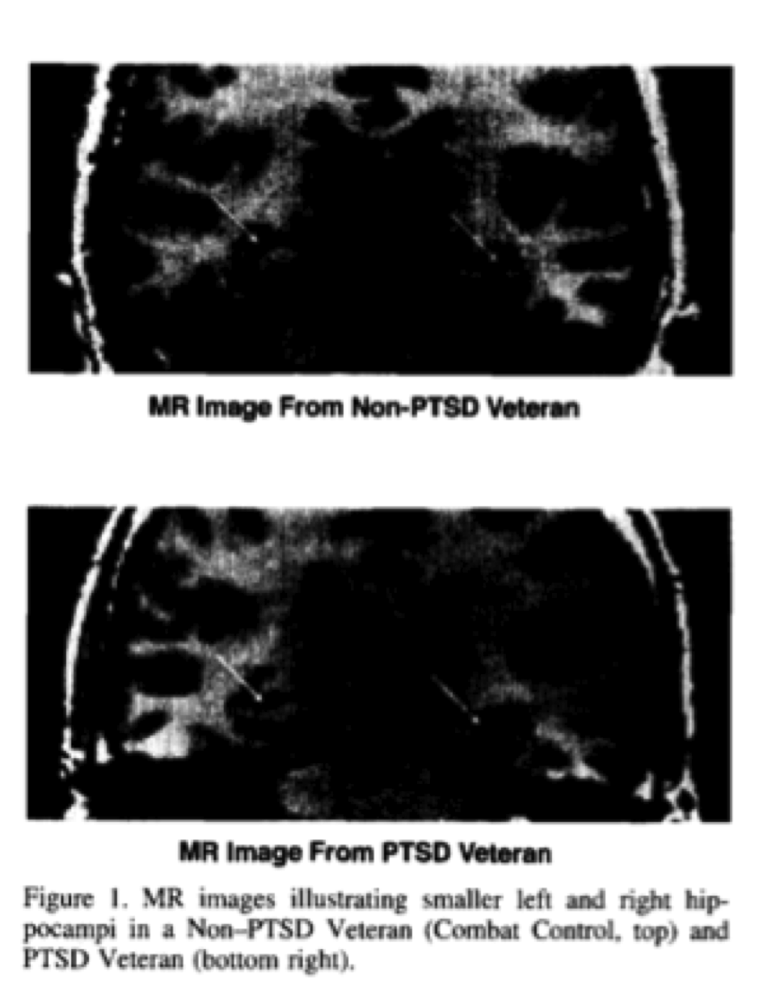 MR Image From Non-PTSD Veteran
MR Image From PTSD Veteran
Figure 1. MR images illustrating smaller left and right hip-
pocampi in a Non–PTSD Veteran (Combat Control, top) and
PTSD Veteran (bottom right).